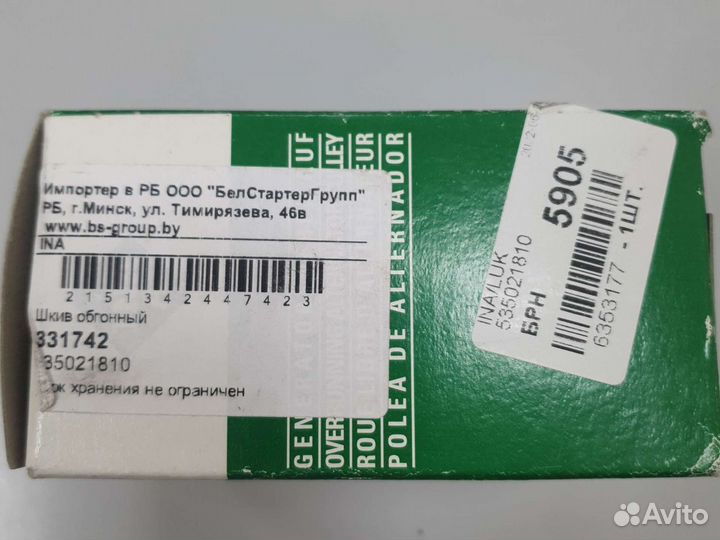 Импортер в РБ ООО "БелСтартерГрупп"
РБ, г.Минск, ул. Тимирязева, 46в
www.bs-group.by
INA
2151342447423
Шкив обгонный
331742
35021810
хранения не ограничен
POLEA DE ALTERNADOR
INA/LUK
535021810
БРН
5905
6353177 - 1шт.
Avito